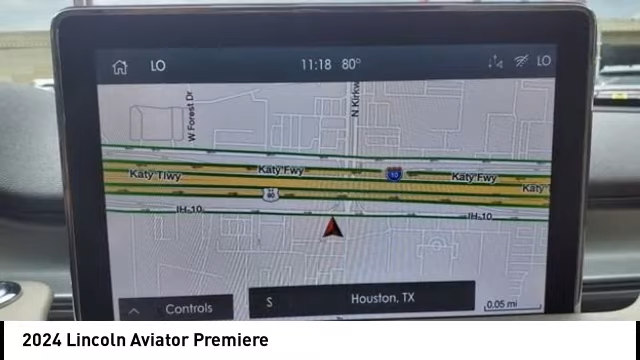 LO 11:18 80° LO
W Forest Dr
N Kirkw
Katy Fwy Katy Fwy 10 Katy Fwy
Katy
90
IH-10 IH-10
Controls S Houston, TX 0.05 mi
2024 Lincoln Aviator Premiere